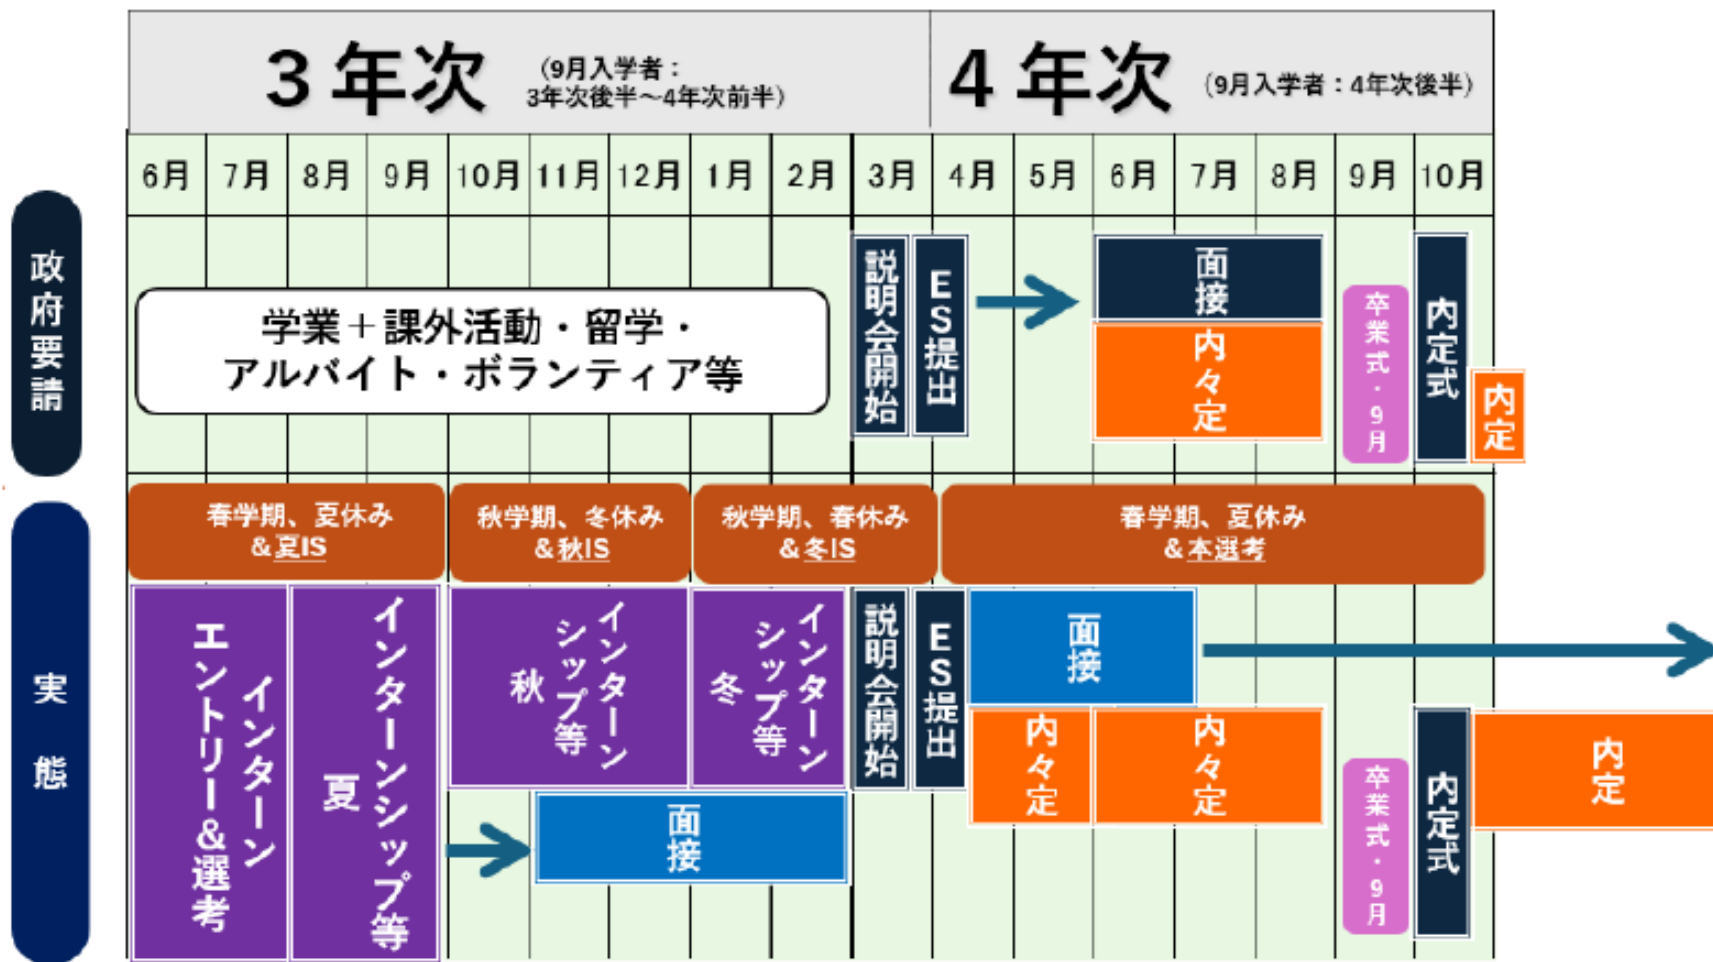 3年次
(9月入学者：
3年次後半～4年次前半)
4年次
(9月入学者：4年次後半)
6月
7月
8月
9月
10月
11月
12月
1月
2月
3月
4月
5月
6月
7月
8月
9月
10月
政府要請
学業＋課外活動・留学・
アルバイト・ボランティア等
説明会開始
ES提出
面接
内々定
卒業式・9月
内定式
内定
実態
春学期、夏休み
&夏IS
秋学期、冬休み
&秋IS
秋学期、春休み
&冬IS
春学期、夏休み
&本選考
インターン
エントリー&選考
インターンシップ等
夏
インターン
シップ等
秋
インターン
シップ等
冬
面接
説明会開始
ES提出
面接
内々定
内々定
卒業式・9月
内定式
内定